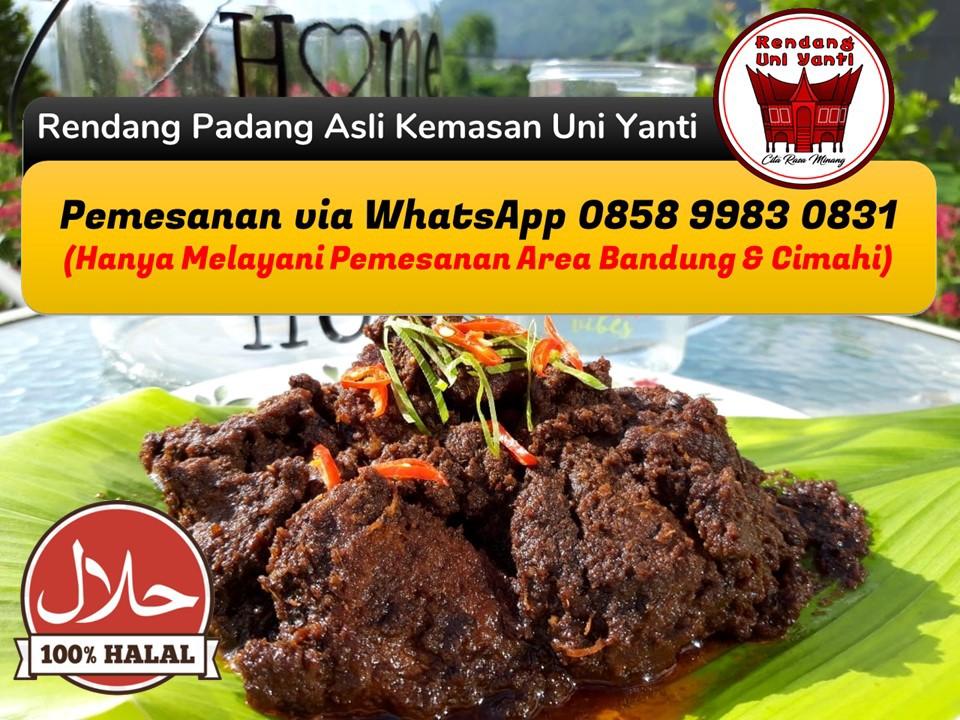 Home
Rendang
Uni Yanti
Cita Rasa Minang
Rendang Padang Asli Kemasan Uni Yanti
Pemesanan via WhatsApp 0858 9983 0831
(Hanya Melayani Pemesanan Area Bandung & Cimahi)
vibes
حلال
100% HALAL